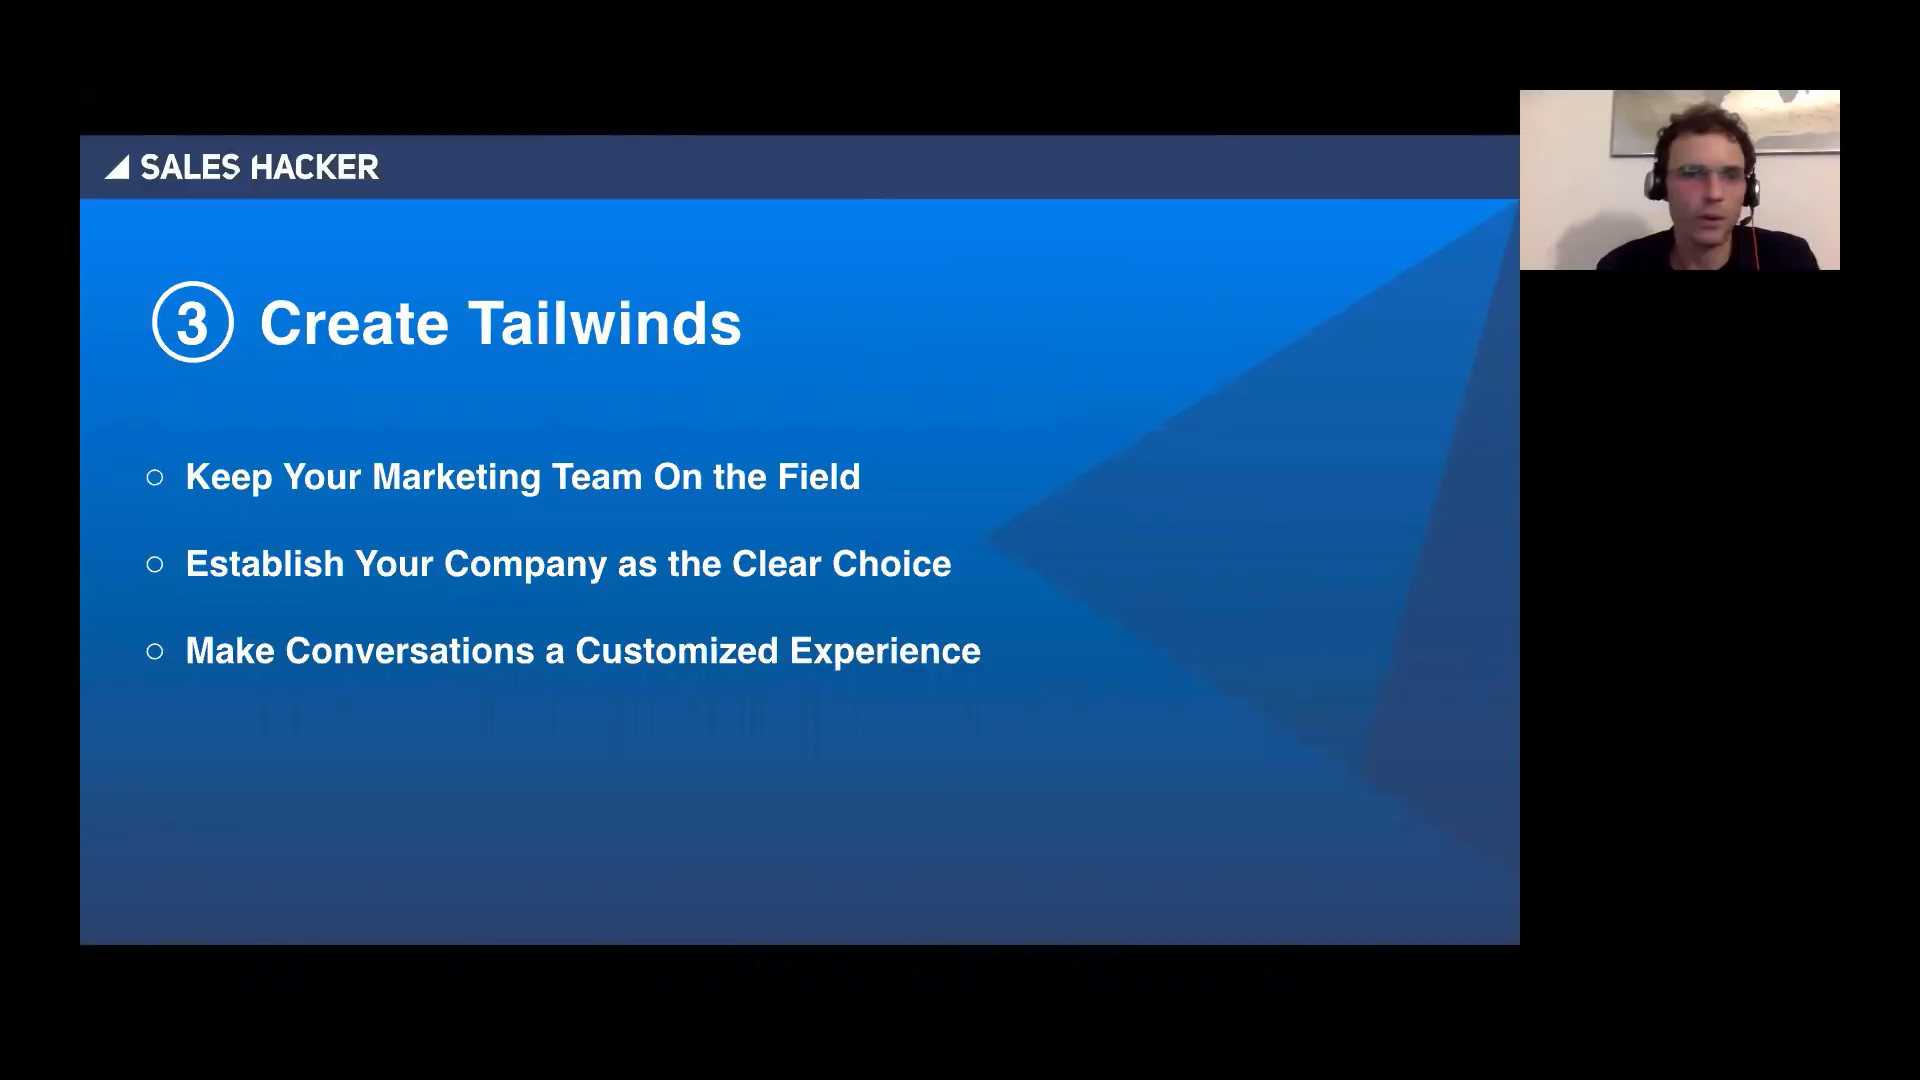 SALES HACKER
3 Create Tailwinds
Keep Your Marketing Team On the Field
Establish Your Company as the Clear Choice
Make Conversations a Customized Experience